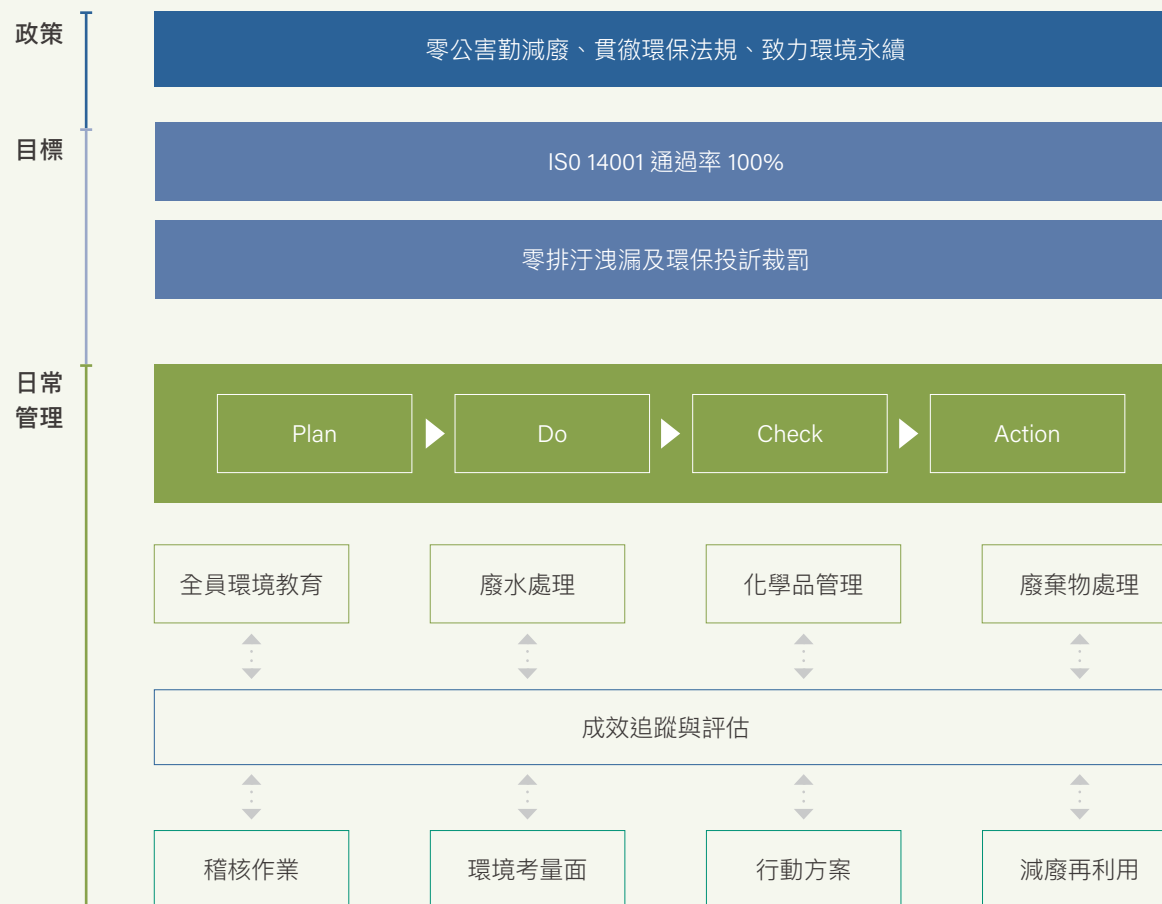 政策
零公害勤減廢、貫徹環保法規、致力環境永續
目標
IS0 14001 通過率 100%
零排汙洩漏及環保投訴裁罰
日常
管理
Plan
Do
Check
Action
全員環境教育
廢水處理
化學品管理
廢棄物處理
成效追蹤與評估
稽核作業
環境考量面
行動方案
減廢再利用